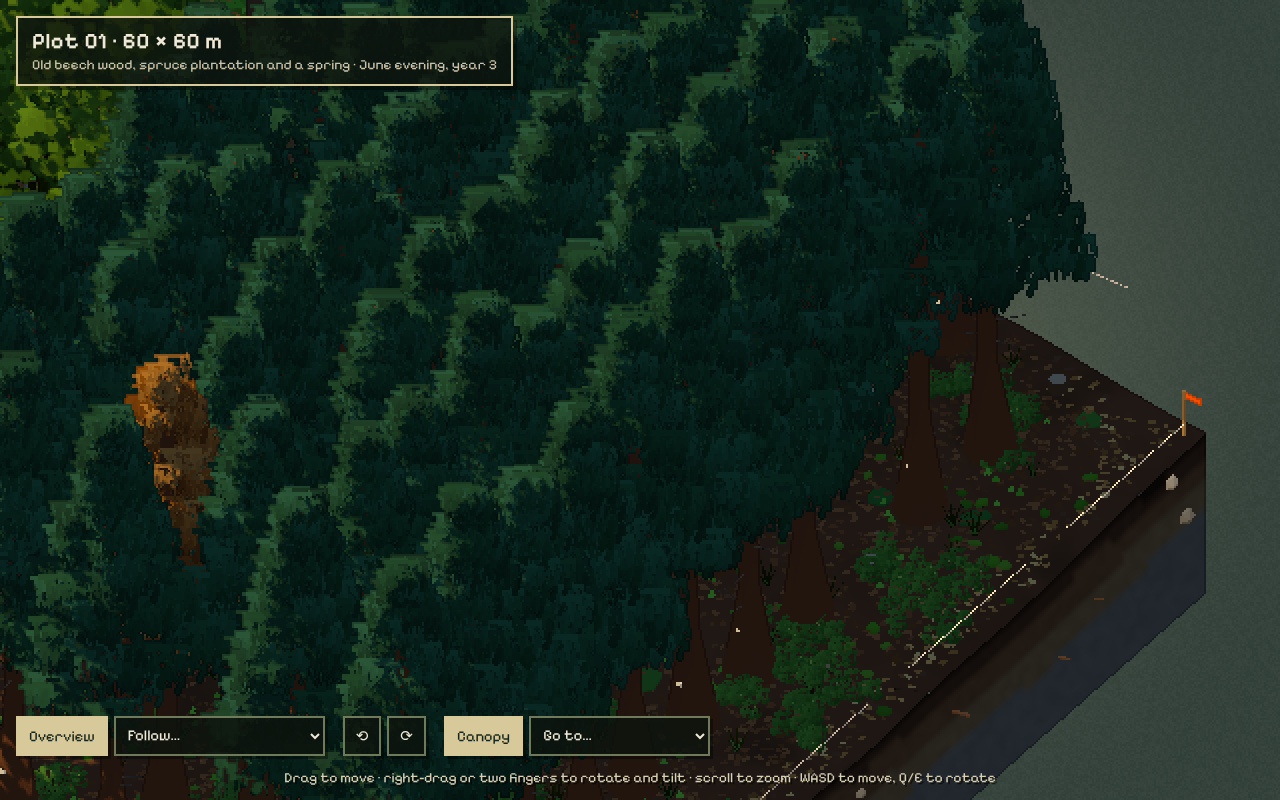 Plot 01 · 60 × 60 m
Old beech wood, spruce plantation and a spring · June evening, year 3
Overview
Follow...
⟲
⟳
Canopy
Go to...
Drag to move · right-drag or two fingers to rotate and tilt · scroll to zoom · WASD to move, Q/E to rotate